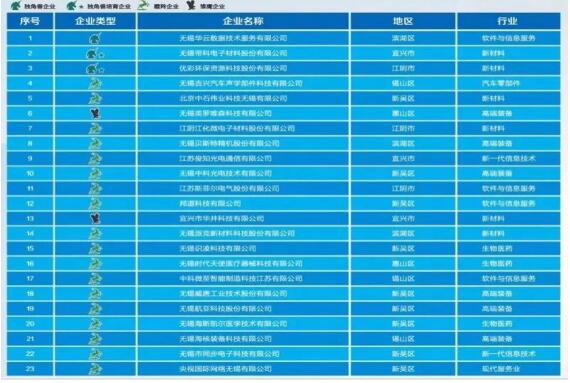 独角兽企业 独角兽培育企业 瞪羚企业 雏鹰企业
序号 企业类型 企业名称 地区 行业
1 无锡华云数据技术服务有限公司 滨湖区 软件与信息服务
2 无锡帝科电子材料股份有限公司 宜兴市 新材料
3 优彩环保资源科技股份有限公司 江阴市 新材料
4 无锡吉兴汽车声学部件科技有限公司 锡山区 汽车零部件
5 北京中石伟业科技无锡有限公司 新吴区 新材料
6 无锡美罗唯森科技有限公司 惠山区 高端装备
7 江阴江化微电子材料股份有限公司 江阴市 新材料
8 无锡贝斯特精机股份有限公司 滨湖区 高端装备
9 江苏俊知光电通信有限公司 宜兴市 新一代信息技术
10 无锡中科光电技术有限公司 新吴区 高端装备
11 江苏斯菲尔电气股份有限公司 江阴市 软件与信息服务
12 邦道科技有限公司 新吴区 软件与信息服务
13 宜兴市华井科技有限公司 宜兴市 新材料
14 无锡派克新材料科技股份有限公司 滨湖区 新材料
15 无锡识凌科技有限公司 新吴区 生物医药
16 无锡时代天使医疗器械科技有限公司 惠山区 生物医药
17 中科微至智能制造科技江苏有限公司 锡山区 软件与信息服务
18 无锡威唐工业技术股份有限公司 新吴区 高端装备
19 无锡航亚科技股份有限公司 新吴区 高端装备
20 无锡海斯凯尔医学技术有限公司 新吴区 生物医药
21 无锡海核装备科技有限公司 锡山区 高端装备
22 无锡市同步电子科技有限公司 新吴区 新一代信息技术
23 央视国际网络无锡有限公司 新吴区 现代服务业